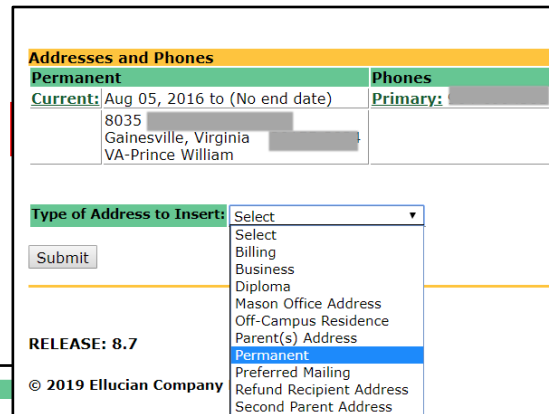 Addresses and Phones
Permanent Phones
Current: Aug 05, 2016 to (No end date) Primary:
8035
Gainesville, Virginia
VA-Prince William
Type of Address to Insert: Select
Select
Billing
Submit
Business
Diploma
Mason Office Address
Off-Campus Residence
RELEASE: 8.7
Parent(s) Address
Permanent
Preferred Mailing
© 2019 Ellucian Company
Refund Recipient Address
Second Parent Address